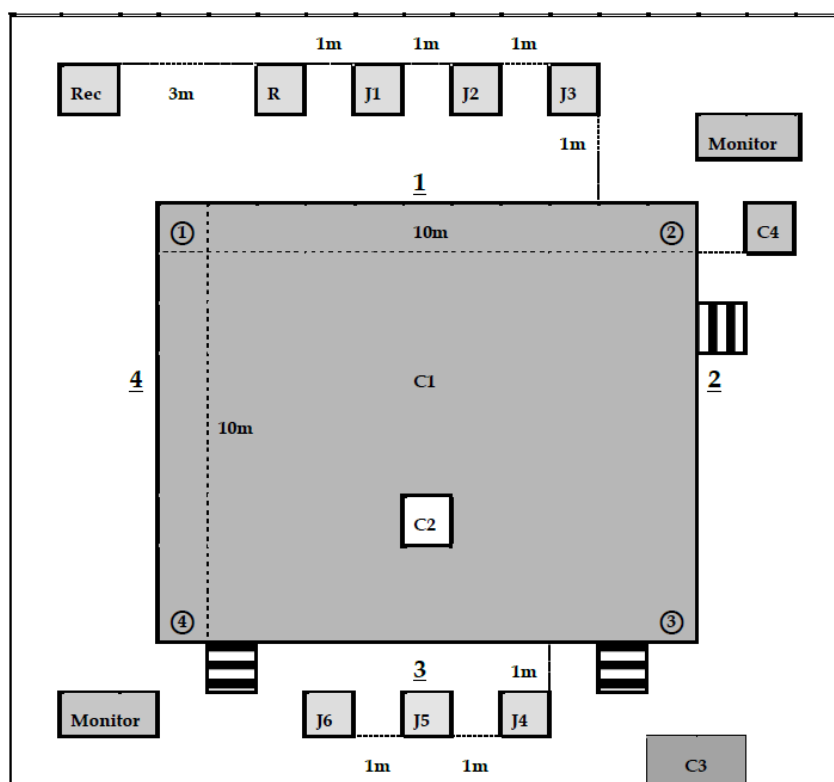 1m 1m 1m
Rec 3m R J1 J2 J3
1m Monitor
1
① 10m ② C4
4 C1 2
10m
C2
④ ③
3 1m
Monitor J6 J5 J4
1m 1m C3